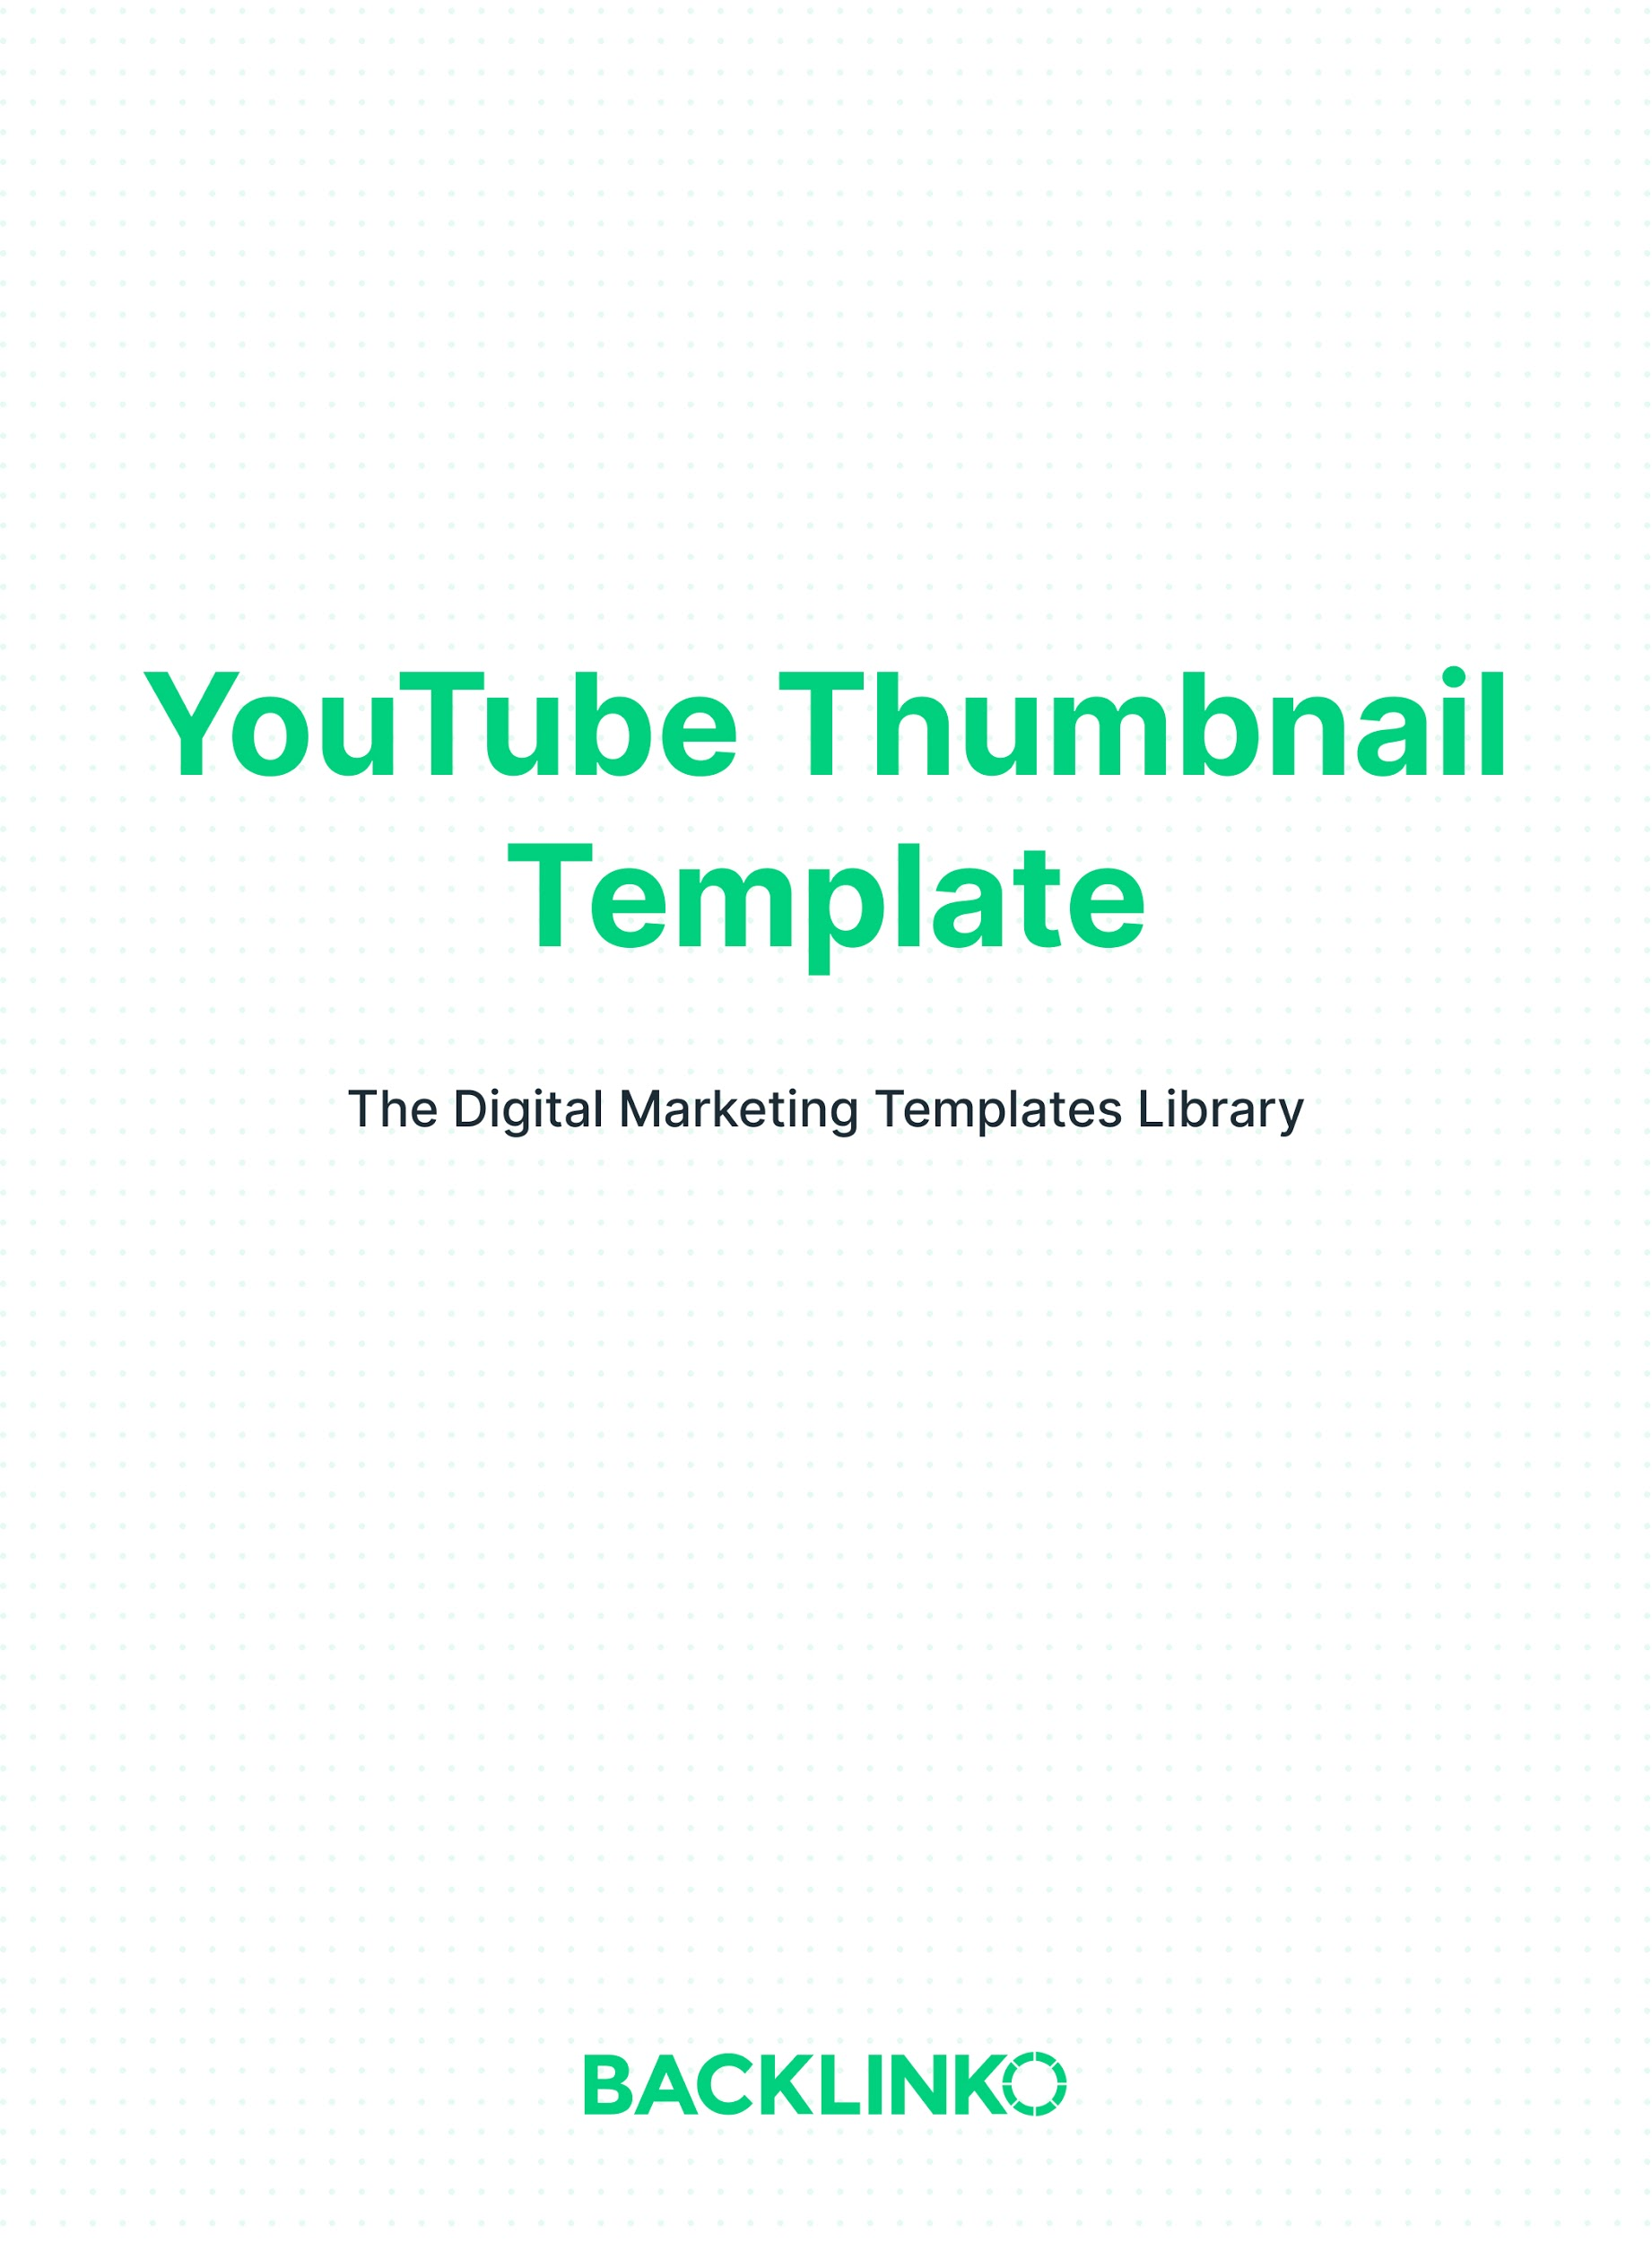 YouTube Thumbnail
Template
The Digital Marketing Templates Library
BACKLINKO